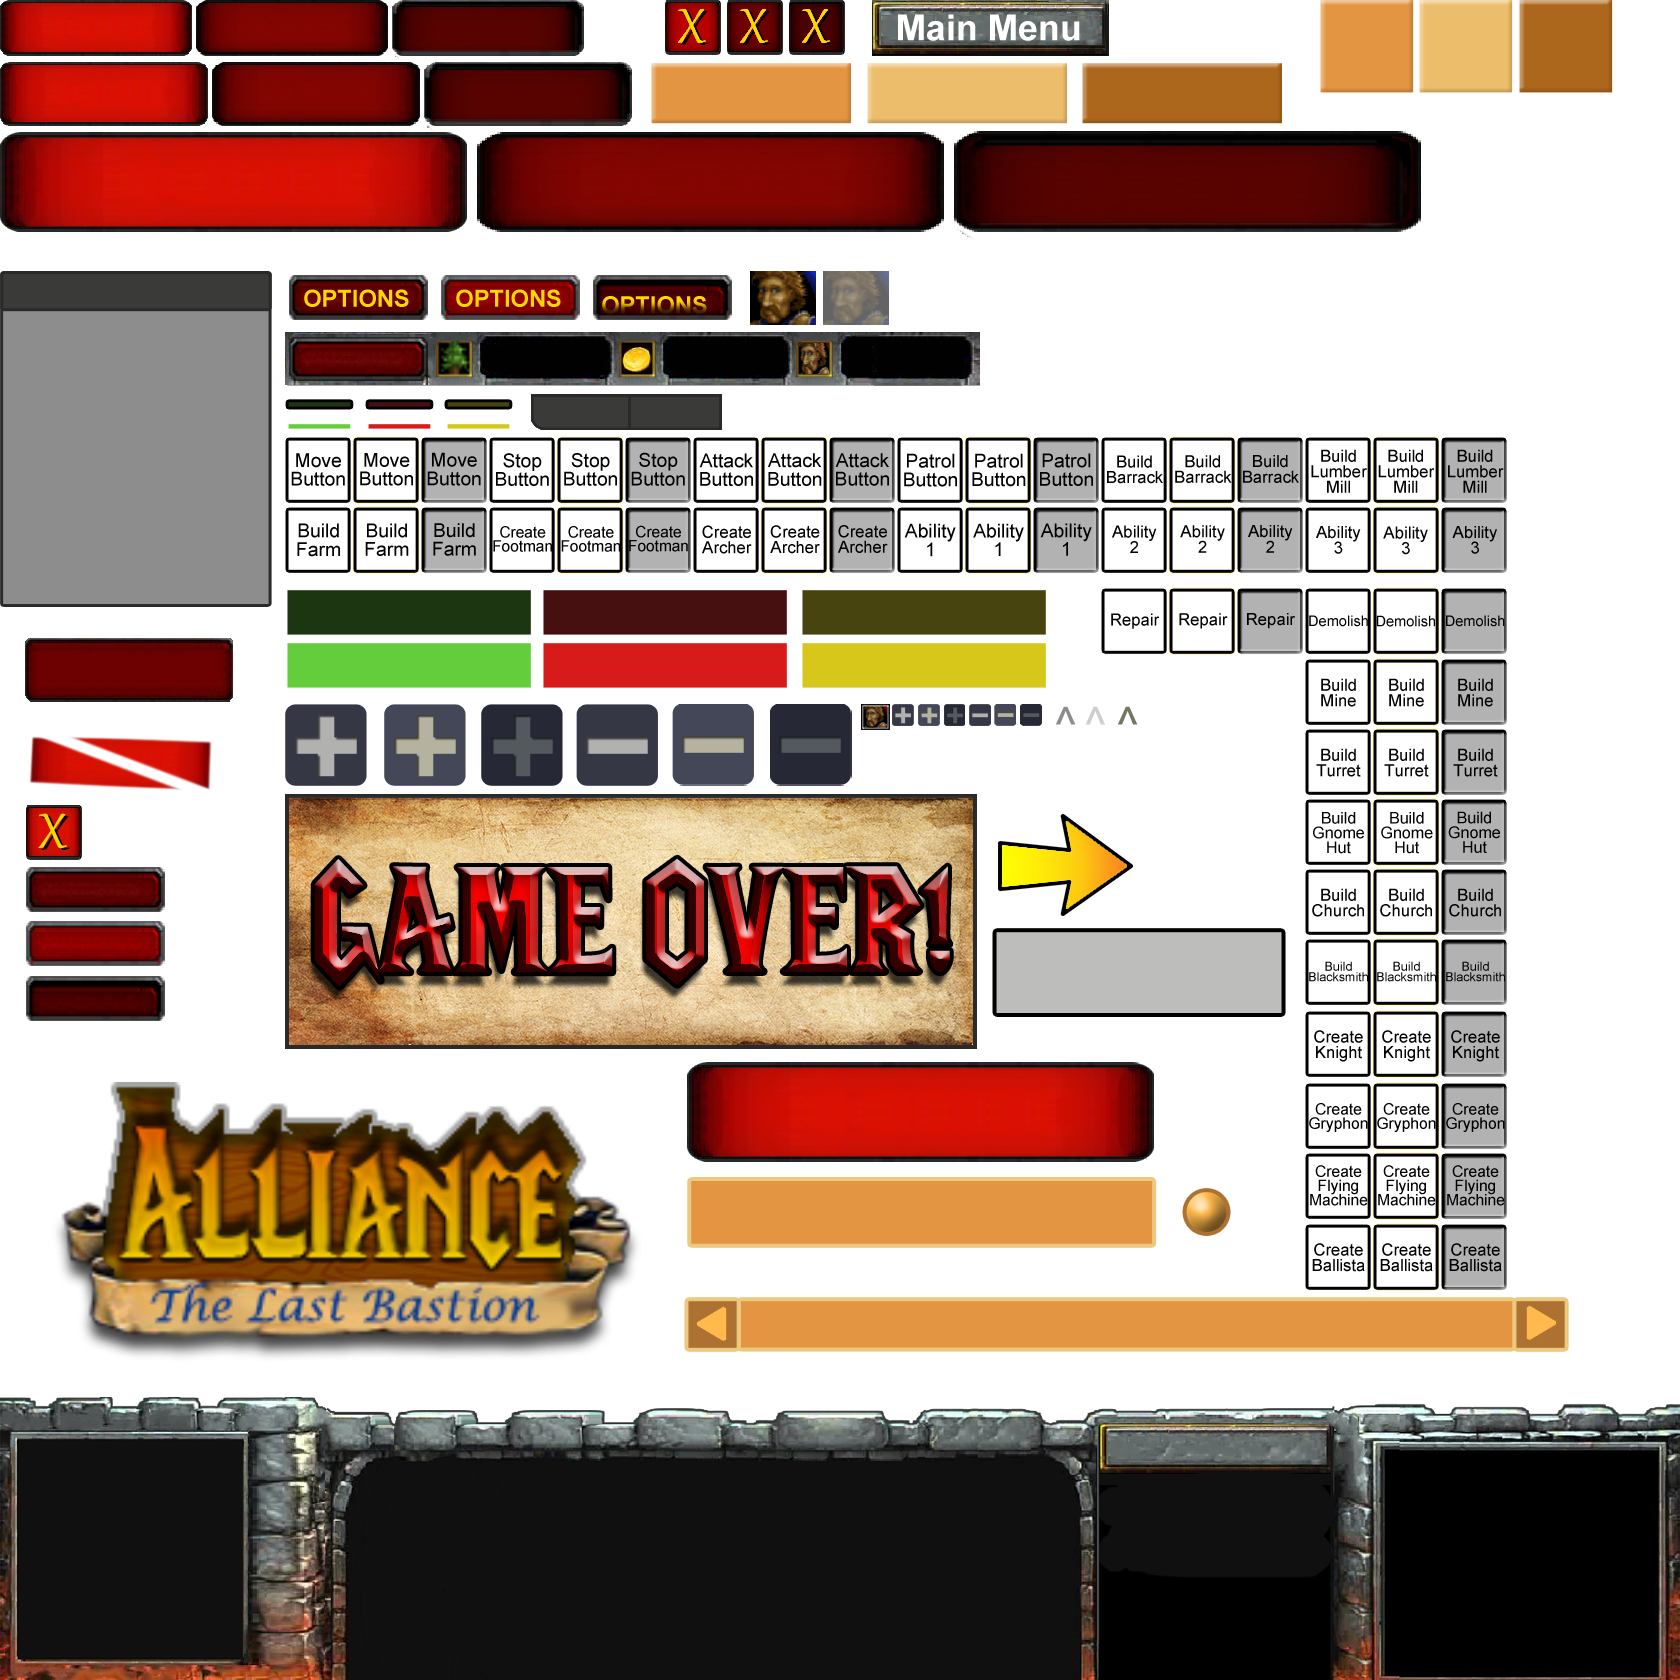 X X X Main Menu
OPTIONS OPTIONS OPTIONS
Move Button Move Button Move Button Stop Button Stop Button Stop Button Attack Button Attack Button Attack Button Patrol Button Patrol Button Patrol Button Build Barrack Build Barrack Build Barrack Build Lumber Mill Build Lumber Mill Build Lumber Mill
Build Farm Build Farm Build Farm Create Footman Create Footman Create Footman Create Archer Create Archer Create Archer Ability 1 Ability 1 Ability 1 Ability 2 Ability 2 Ability 2 Ability 3 Ability 3 Ability 3
Repair Repair Repair Demolish Demolish Demolish
Build Mine Build Mine Build Mine
Build Turret Build Turret Build Turret
X
Build Gnome Hut Build Gnome Hut Build Gnome Hut
GAME OVER!
Build Church Build Church Build Church
Build Blacksmith Build Blacksmith Build Blacksmith
Create Knight Create Knight Create Knight
Create Gryphon Create Gryphon Create Gryphon
Create Flying Machine Create Flying Machine Create Flying Machine
ALLIANCE
Create Ballista Create Ballista Create Ballista
The Last Bastion